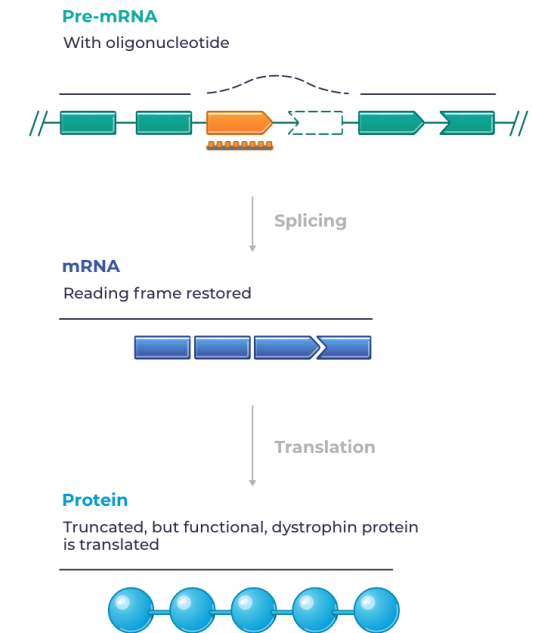 Pre-mRNA
With oligonucleotide
Splicing
mRNA
Reading frame restored
Translation
Protein
Truncated, but functional, dystrophin protein
is translated